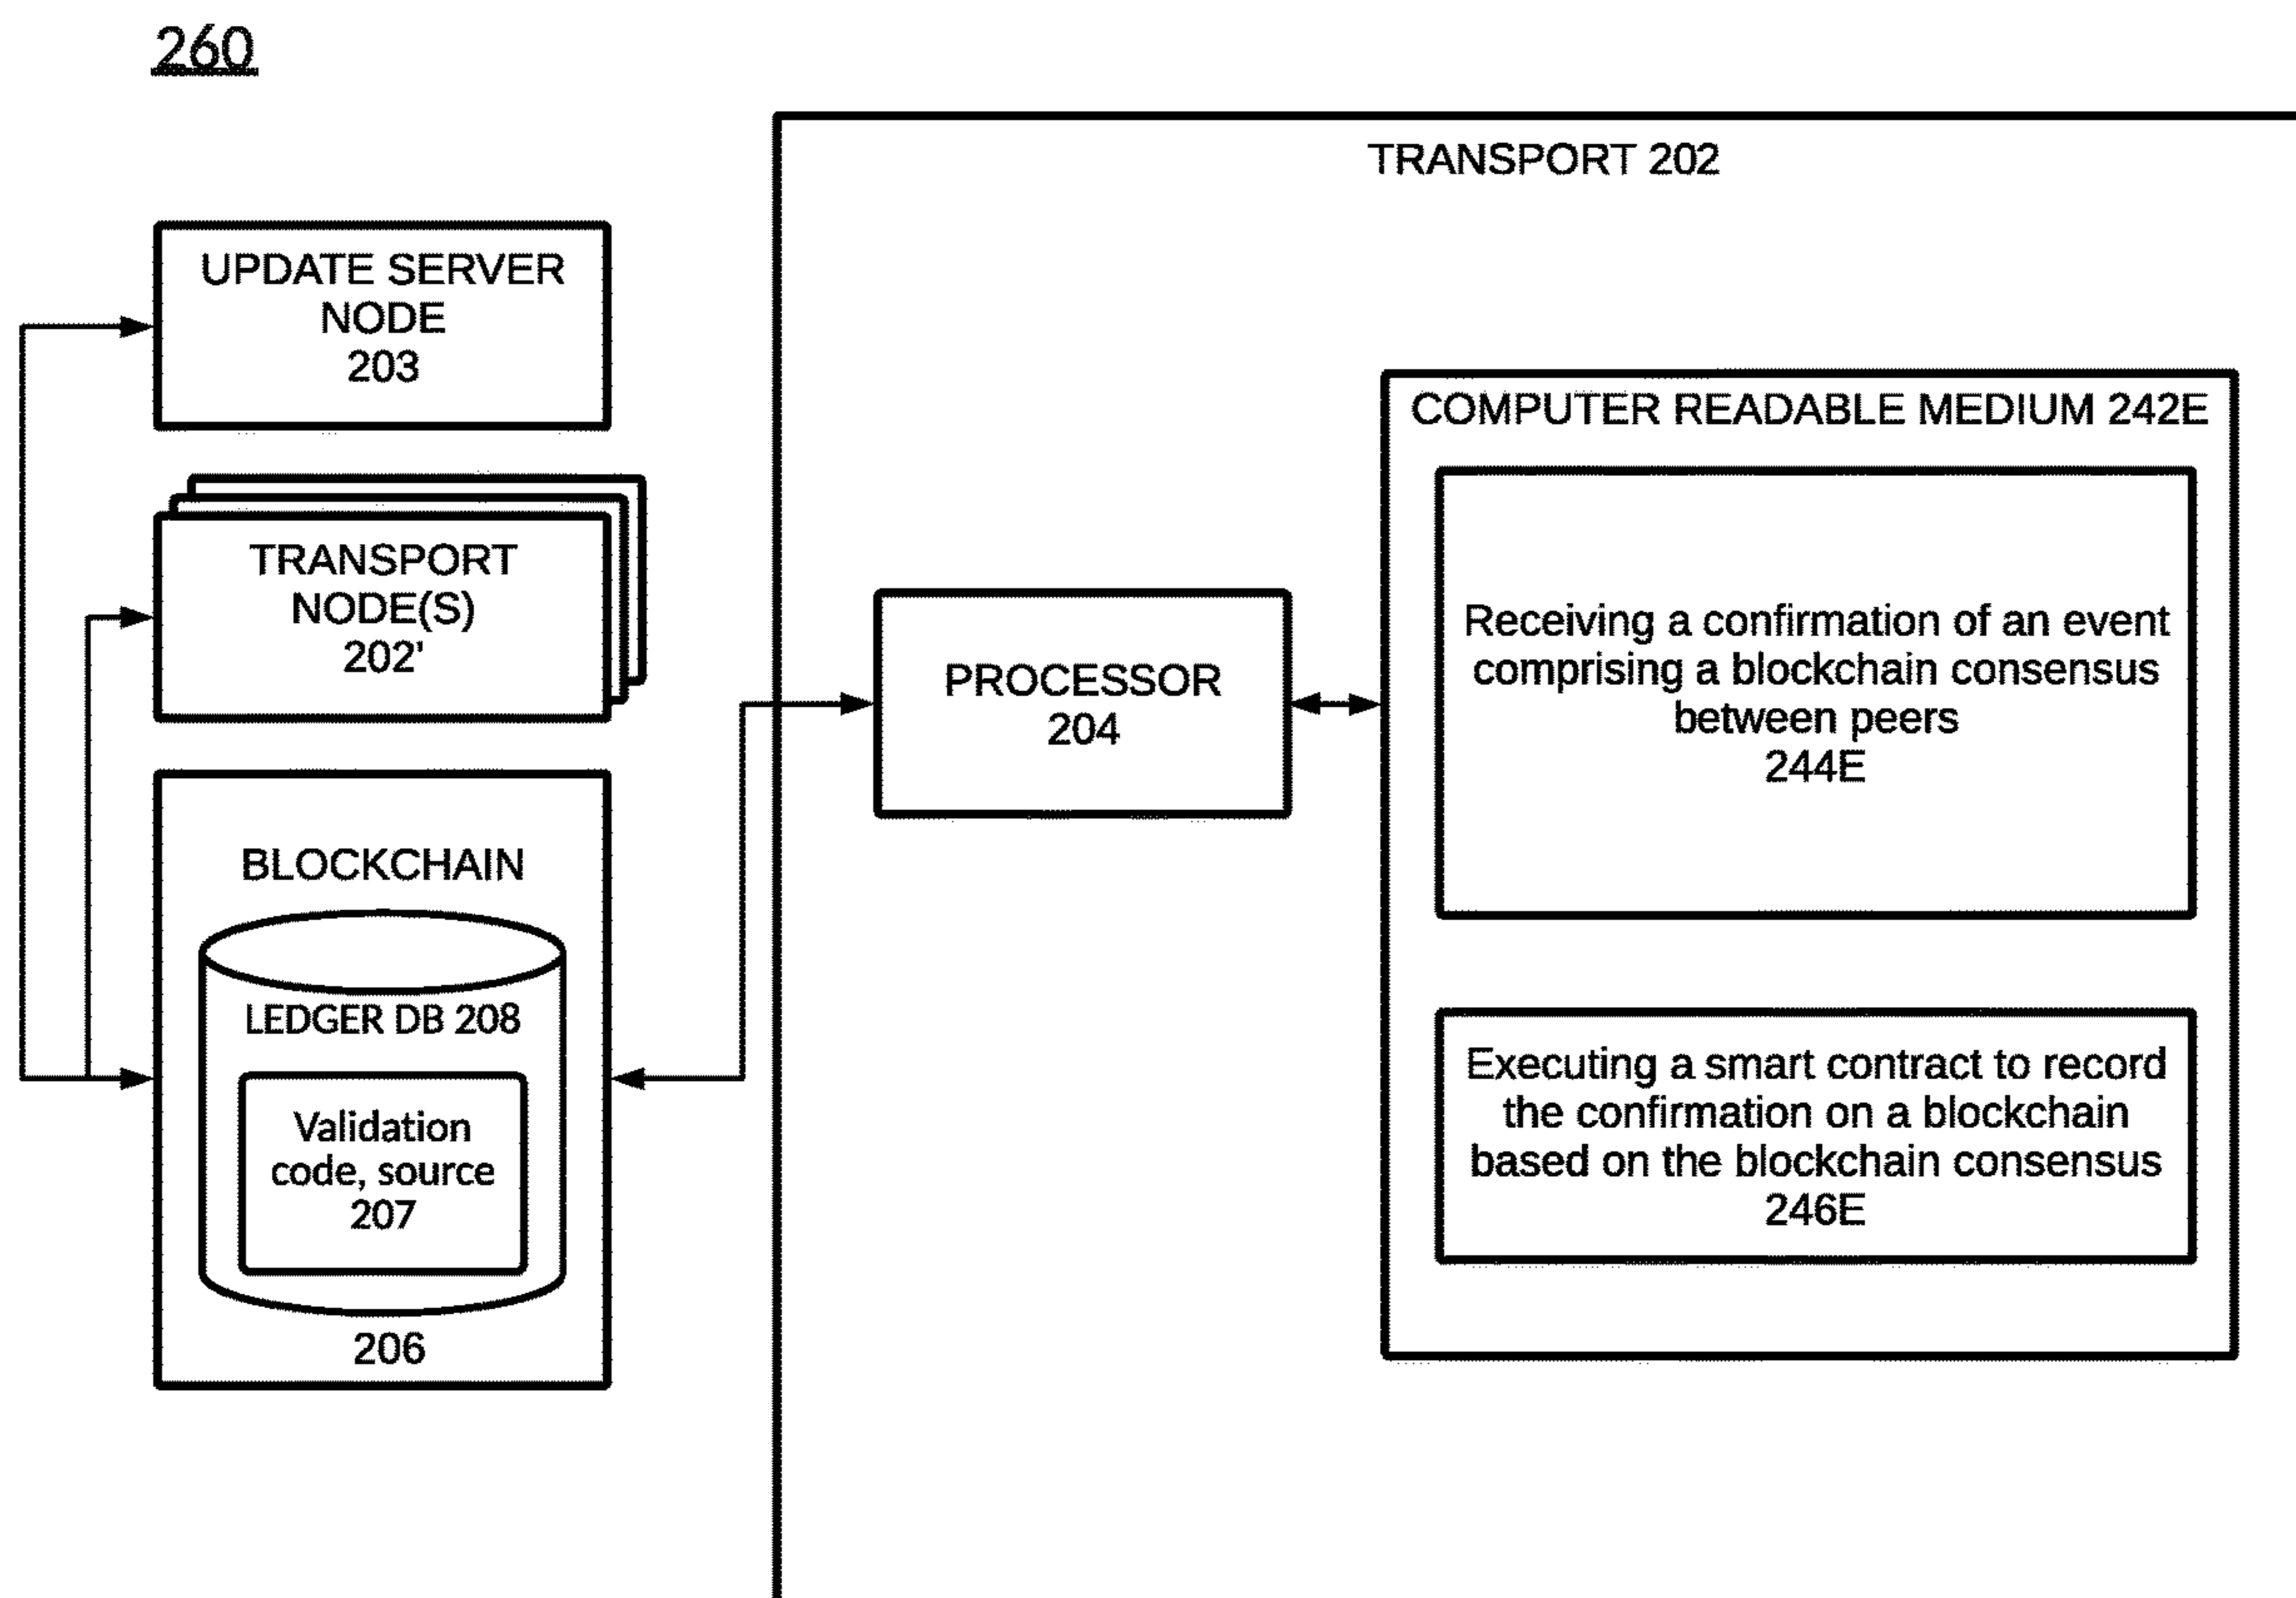 260
TRANSPORT 202
UPDATE SERVER
NODE
203
TRANSPORT
NODE(S)
202'
BLOCKCHAIN
LEDGER DB 208
Validation
code, source
207
206
PROCESSOR
204
COMPUTER READABLE MEDIUM 242E
Receiving a confirmation of an event
comprising a blockchain consensus
between peers
244E
Executing a smart contract to record
the confirmation on a blockchain
based on the blockchain consensus
246E